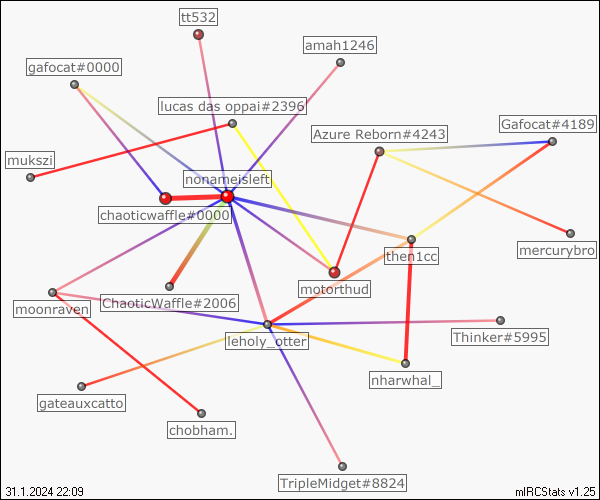 tt532
amah1246
gafocat#0000
lucas das oppai#2396
Gafocat#4189
Azure Reborn#4243
mukszi
nonameisleft
chaoticwaffle#0000
mercurybro
then1cc
motorthud
ChaoticWaffle#2006
moonraven
Thinker#5995
leholy_otter
nharwhal_
gateauxcatto
chobham.
TripleMidget#8824
31.1.2024 22:09
mIRCStats v1.25